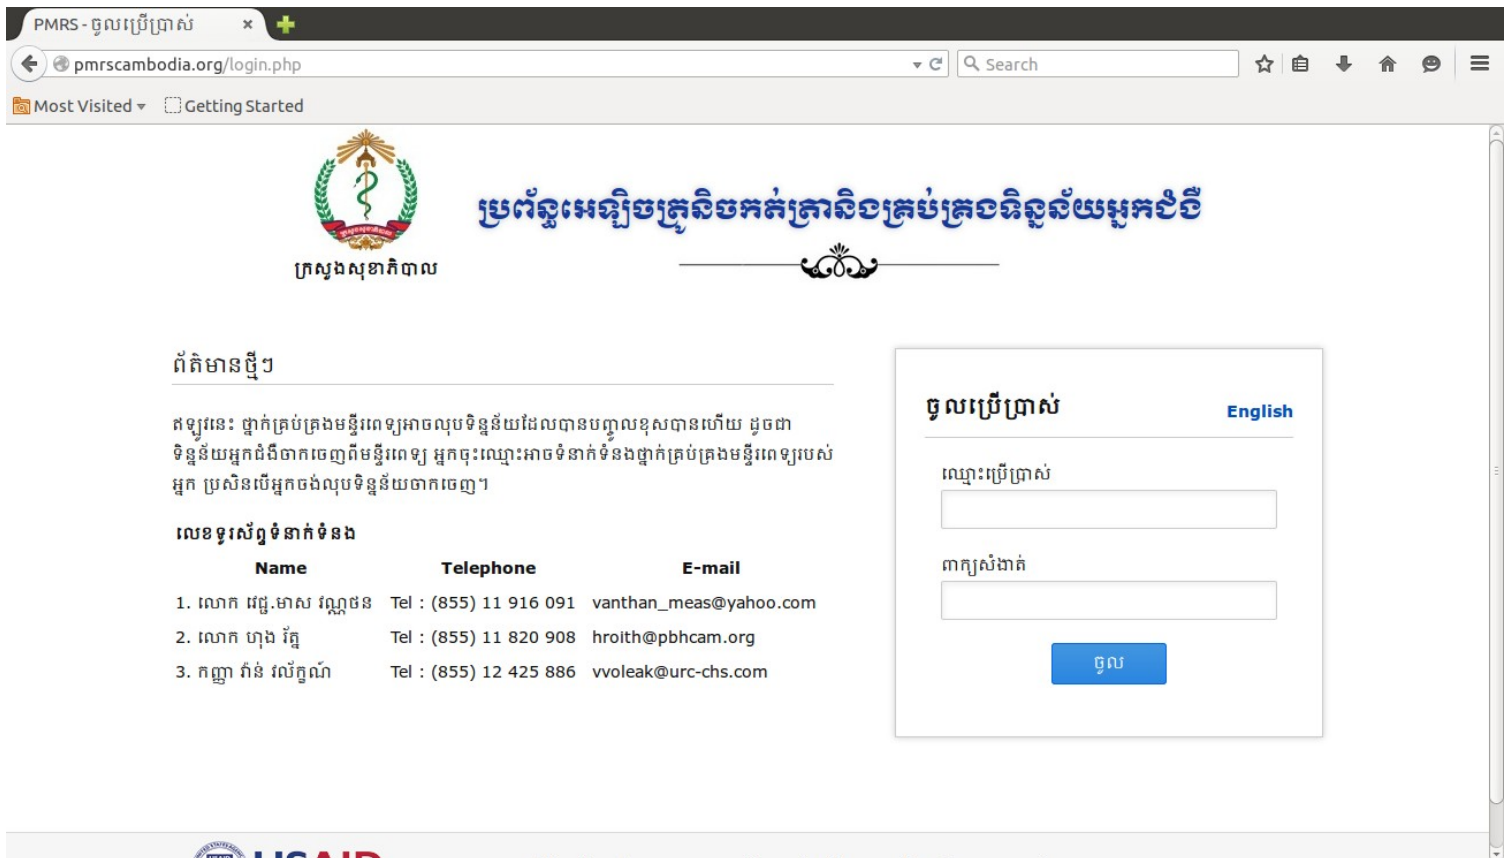 PMRS - ចូលប្រើប្រាស់
pmrscambodia.org/login.php
Search
Most Visited
Getting Started
ប្រព័ន្ធអេឡិចត្រូនិចកត់ត្រានិងគ្រប់គ្រងទិន្នន័យអ្នកជំងឺ
ក្រសួងសុខាភិបាល
ព័ត៌មានថ្មីៗ
ឥឡូវនេះ ថ្នាក់គ្រប់គ្រងមន្ទីរពេទ្យអាចលុបទិន្នន័យដែលបានបញ្ចូលខុសបានហើយ ដូចជា
ទិន្នន័យអ្នកជំងឺចាកចេញពីមន្ទីរពេទ្យ អ្នកចុះឈ្មោះអាចទំនាក់ទំនងថ្នាក់គ្រប់គ្រងមន្ទីរពេទ្យរបស់
អ្នក ប្រសិនបើអ្នកចង់លុបទិន្នន័យចាកចេញ។
លេខទូរស័ព្ទទំនាក់ទំនង
Name Telephone E-mail
1. លោក វេជ្ជ.មាស វណ្ណថន Tel : (855) 11 916 091 vanthan_meas@yahoo.com
2. លោក ហុង រ័ត្ន Tel : (855) 11 820 908 hroith@pbhcam.org
3. កញ្ញា វ៉ាន់ វល័ក្ខណ៍ Tel : (855) 12 425 886 vvoleak@urc-chs.com
ចូលប្រើប្រាស់
English
ឈ្មោះប្រើប្រាស់
ពាក្យសំងាត់
ចូល
USAID